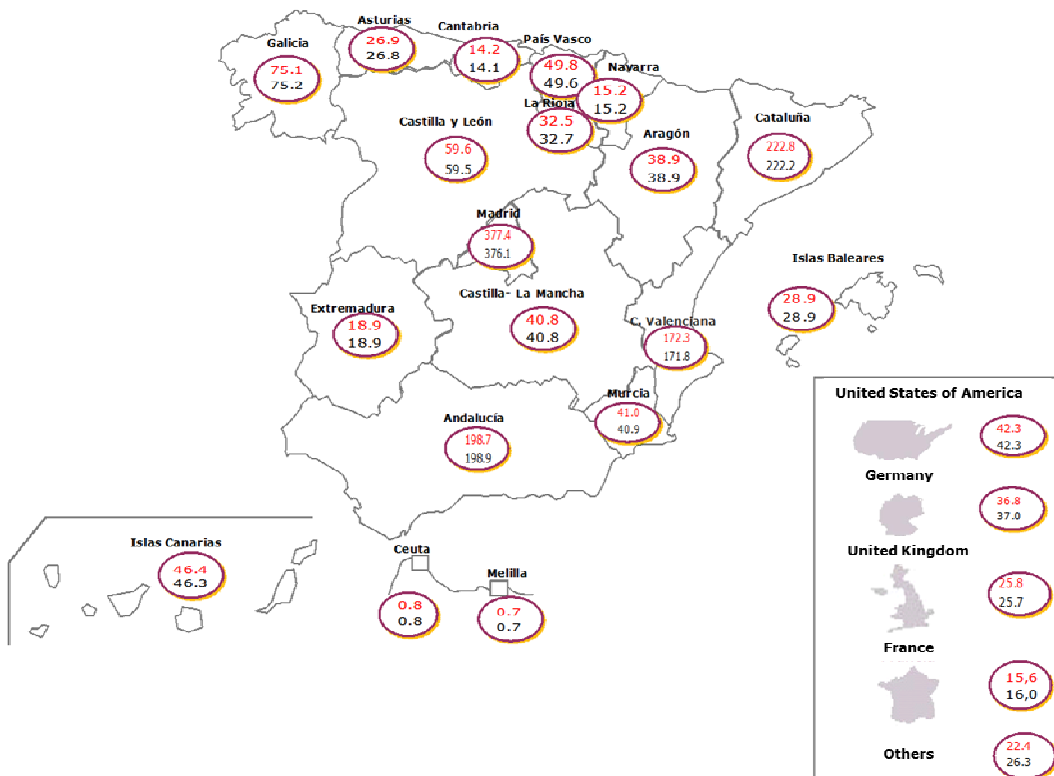 Asturias
26.9
26.8
Cantabria
14.2
14.1
País Vasco
49.8
49.6
Galicia
75.1
75.2
Navarra
15.2
15.2
La Rioja
32.5
32.7
Castilla y León
59.6
59.5
Aragón
38.9
38.9
Cataluña
222.8
222.2
Madrid
377.4
376.1
Islas Baleares
28.9
28.9
Castilla- La Mancha
40.8
40.8
Extremadura
18.9
18.9
C. Valenciana
172.3
171.8
Murcia
41.0
40.9
Andalucía
198.7
198.9
Islas Canarias
46.4
46.3
Ceuta
0.8
0.8
Melilla
0.7
0.7
United States of America
42.3
42.3
Germany
36.8
37.0
United Kingdom
25.8
25.7
France
15,6
16,0
Others
22.4
26.3